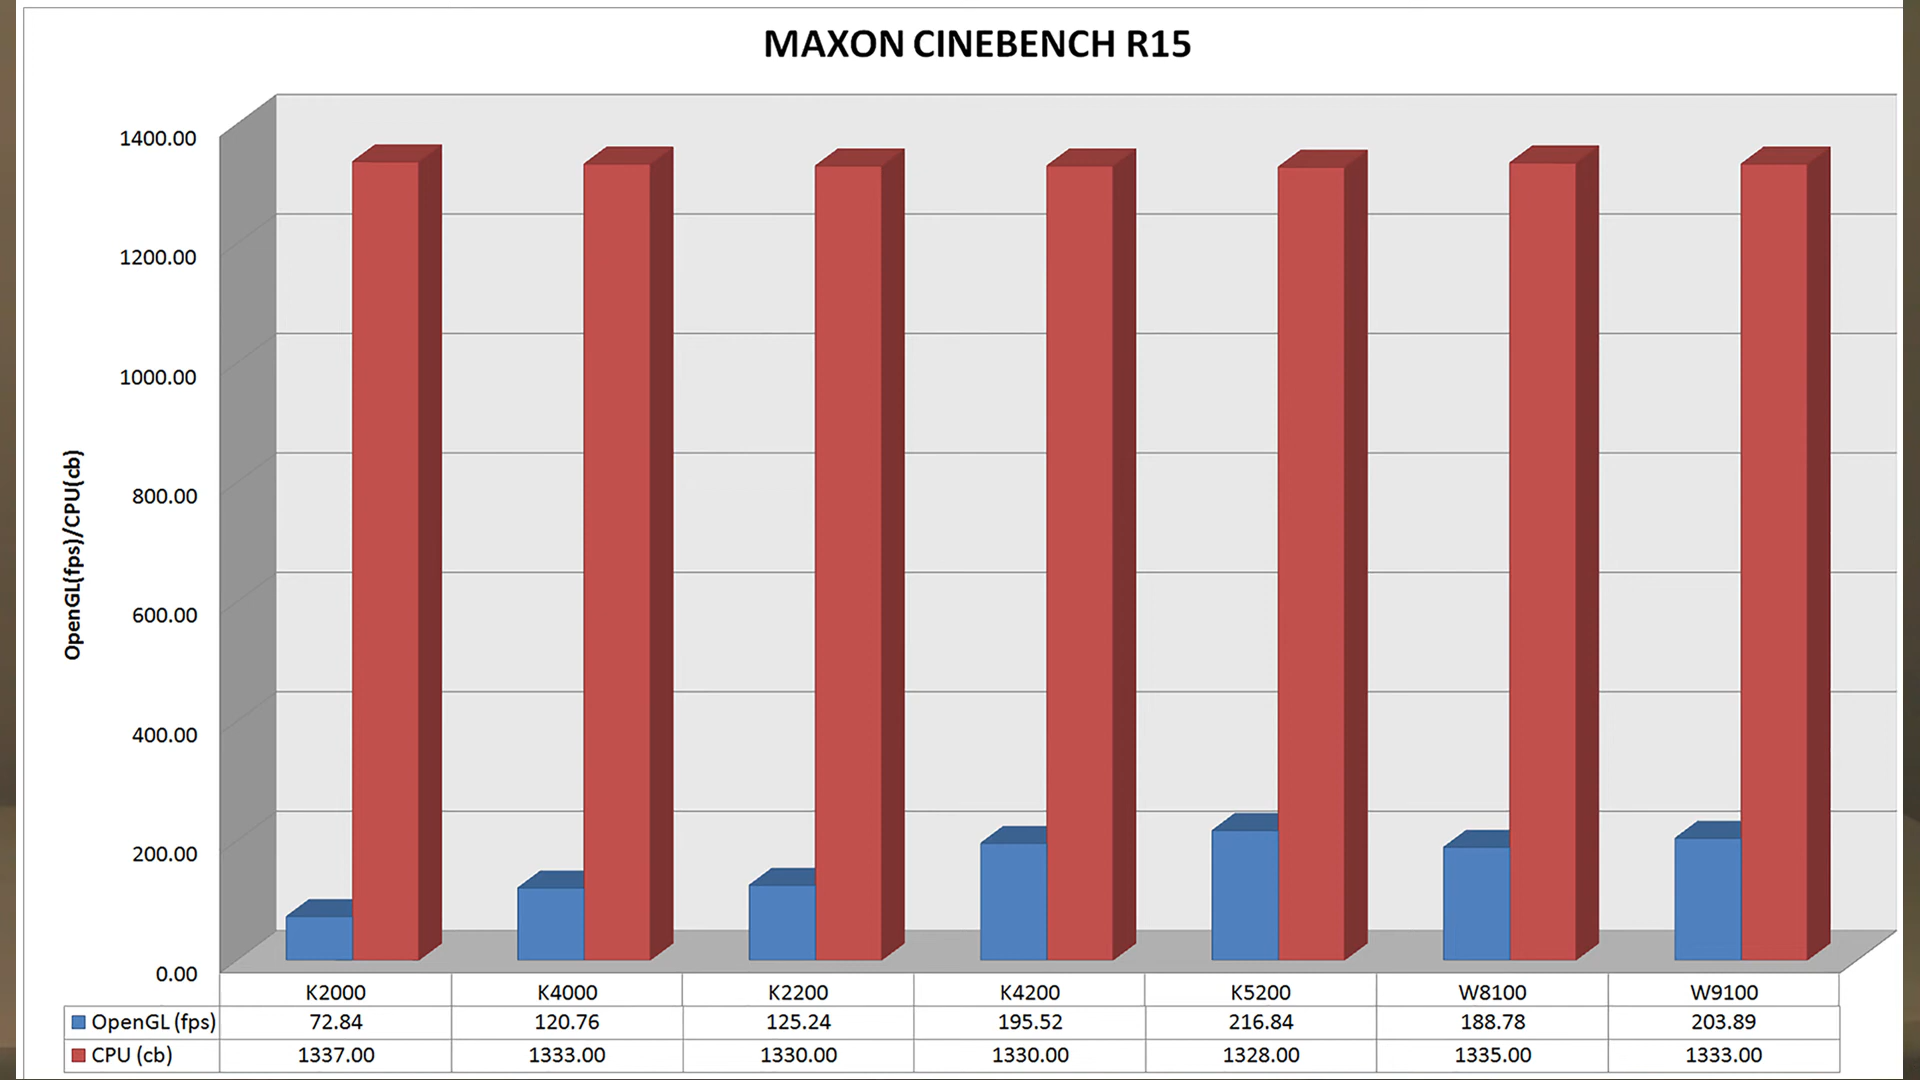 MAXON CINEBENCH R15
OpenGL(fps)/CPU(cb)
1400.00
1200.00
1000.00
800.00
600.00
400.00
200.00
0.00
K2000 K4000 K2200 K4200 K5200 W8100 W9100
OpenGL (fps) 72.84 120.76 125.24 195.52 216.84 188.78 203.89
CPU (cb) 1337.00 1333.00 1330.00 1330.00 1328.00 1335.00 1333.00